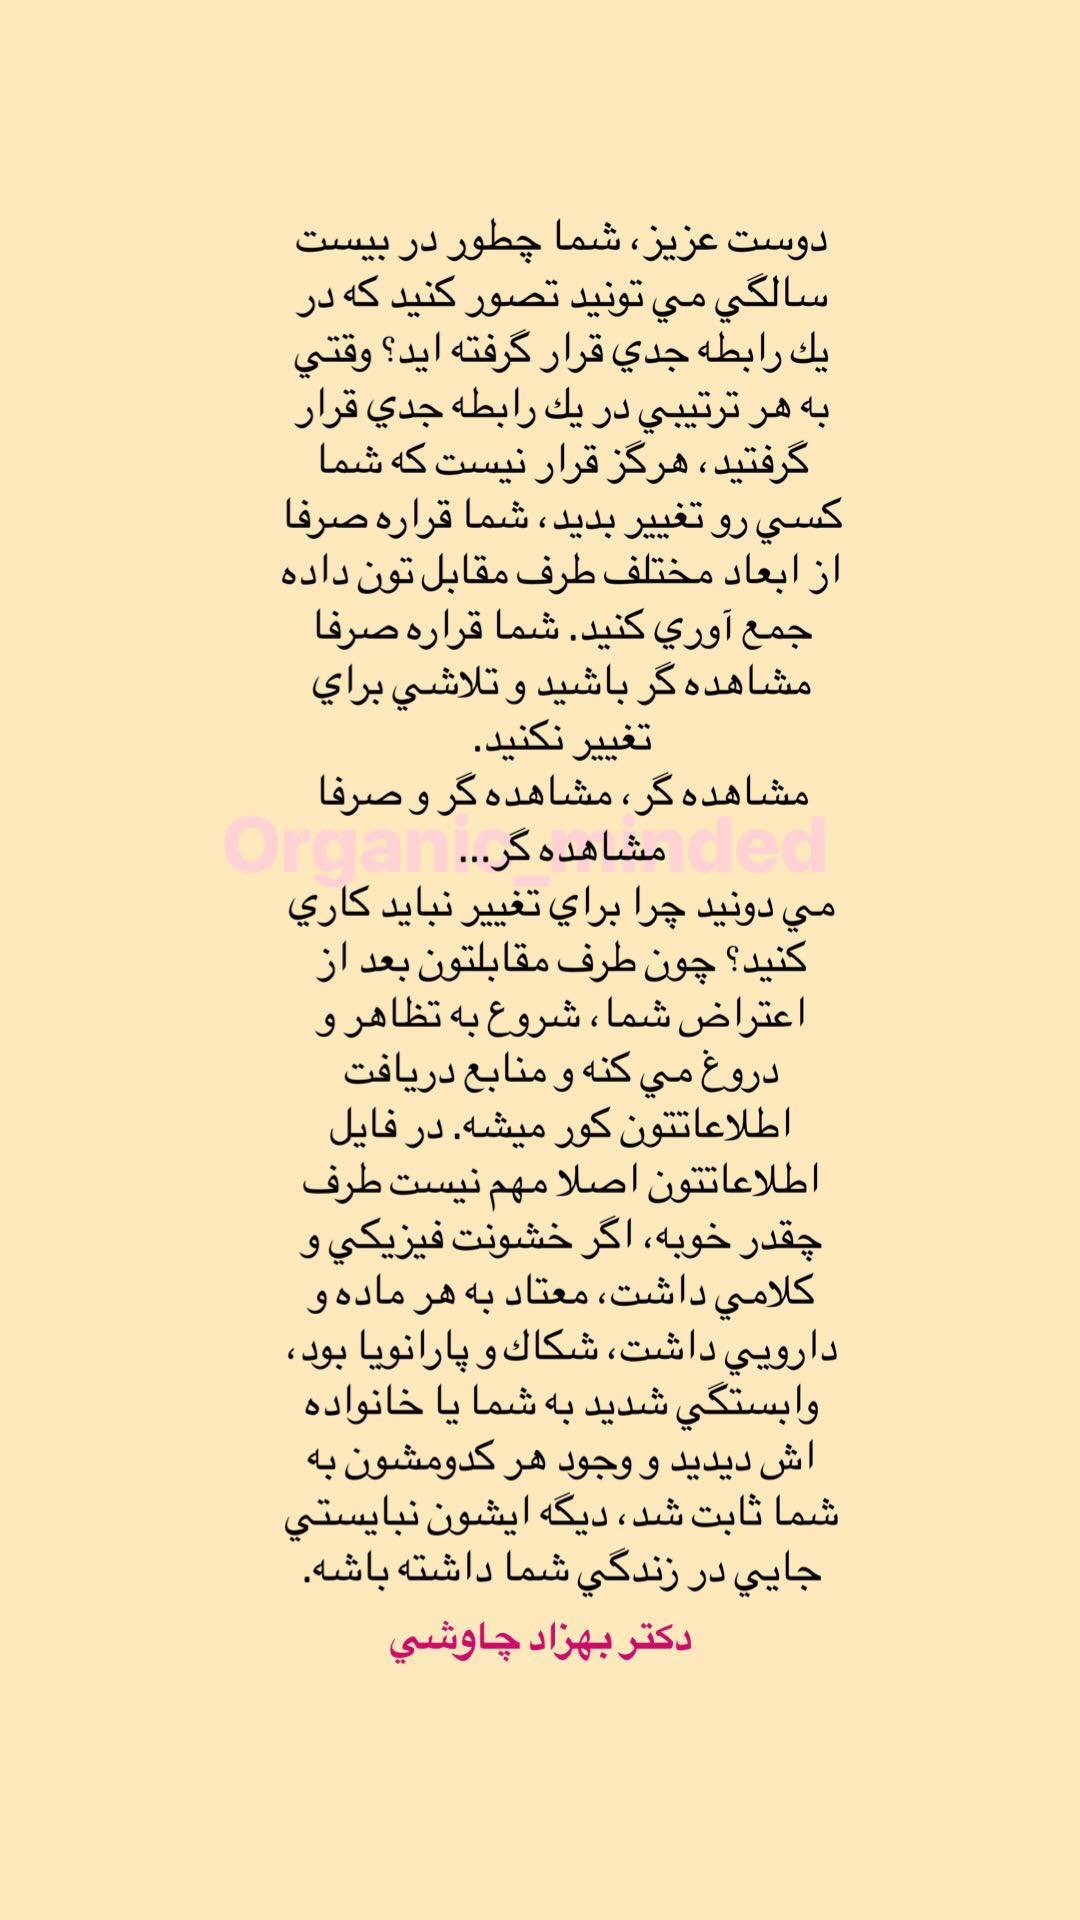 دوست عزيز، شما چطور در بيست
سالگي مي تونيد تصور كنيد كه در
يك رابطه جدي قرار گرفته ايد؟ وقتي
به هر ترتيبي در يك رابطه جدي قرار
گرفتيد، هرگز قرار نيست كه شما
كسي رو تغيير بديد، شما قراره صرفا
از ابعاد مختلف طرف مقابل تون داده
جمع آوري كنيد. شما قراره صرفا
مشاهده گر باشيد و تلاشي براي
تغيير نكنيد.
مشاهده گر، مشاهده گر و صرفا
مشاهده گر...
Organic_minded
مي دونيد چرا براي تغيير نبايد كاري
كنيد؟ چون طرف مقابلتون بعد از
اعتراض شما، شروع به تظاهر و
دروغ مي كنه و منابع دريافت
اطلاعاتتون كور ميشه. در فايل
اطلاعاتتون اصلا مهم نيست طرف
چقدر خوبه، اگر خشونت فيزيكي و
كلامي داشت، معتاد به هر ماده و
دارويي داشت، شكاك و پارانويا بود،
وابستگي شديد به شما يا خانواده
اش ديديد و وجود هر كدومشون به
شما ثابت شد، ديگه ايشون نبايستي
جايي در زندگي شما داشته باشه.
دكتر بهزاد چاوشي